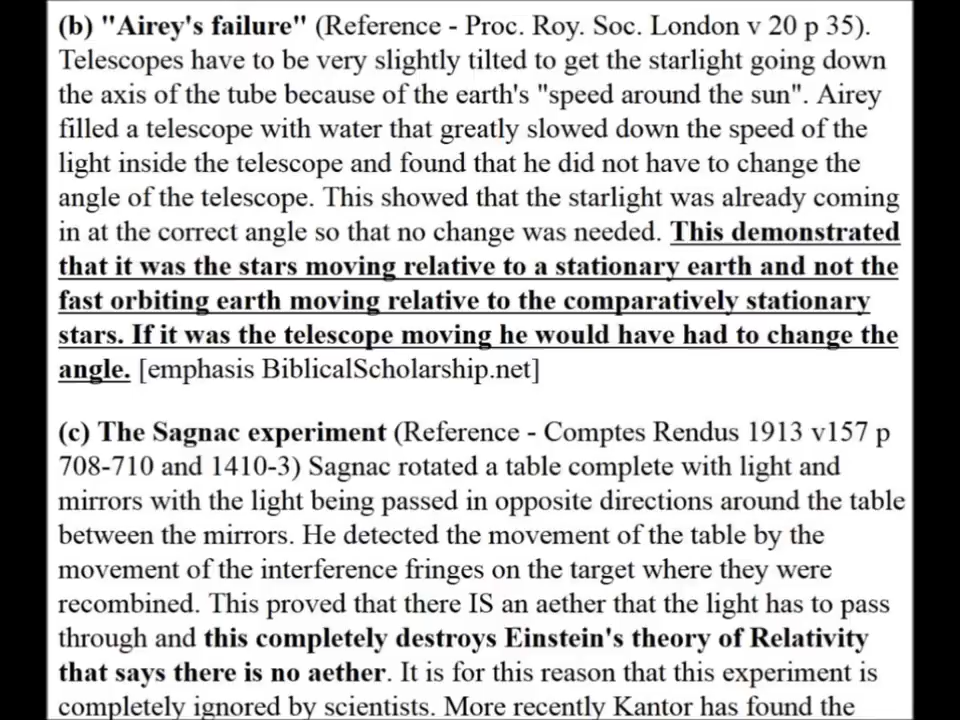 (b) "Airey's failure" (Reference - Proc. Roy. Soc. London v 20 p 35).
Telescopes have to be very slightly tilted to get the starlight going down
the axis of the tube because of the earth's "speed around the sun". Airey
filled a telescope with water that greatly slowed down the speed of the
light inside the telescope and found that he did not have to change the
angle of the telescope. This showed that the starlight was already coming
in at the correct angle so that no change was needed. This demonstrated
that it was the stars moving relative to a stationary earth and not the
fast orbiting earth moving relative to the comparatively stationary
stars. If it was the telescope moving he would have had to change the
angle. [emphasis BiblicalScholarship.net]
(c) The Sagnac experiment (Reference - Comptes Rendus 1913 v157 p
708-710 and 1410-3) Sagnac rotated a table complete with light and
mirrors with the light being passed in opposite directions around the table
between the mirrors. He detected the movement of the table by the
movement of the interference fringes on the target where they were
recombined. This proved that there IS an aether that the light has to pass
through and this completely destroys Einstein's theory of Relativity
that says there is no aether. It is for this reason that this experiment is
completely ignored by scientists. More recently Kantor has found the